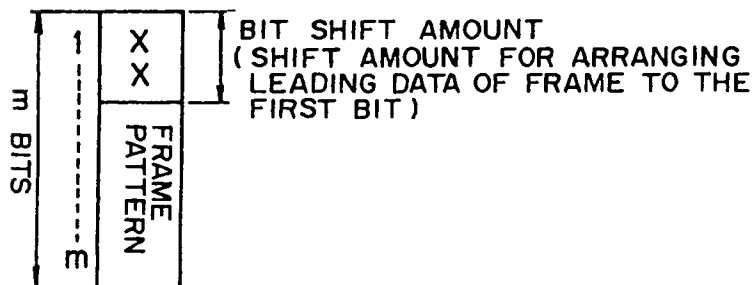 BIT SHIFT AMOUNT
(SHIFT AMOUNT FOR ARRANGING
LEADING DATA OF FRAME TO THE
FIRST BIT)
X
X
FRAME
PATTERN
1
m
m BITS